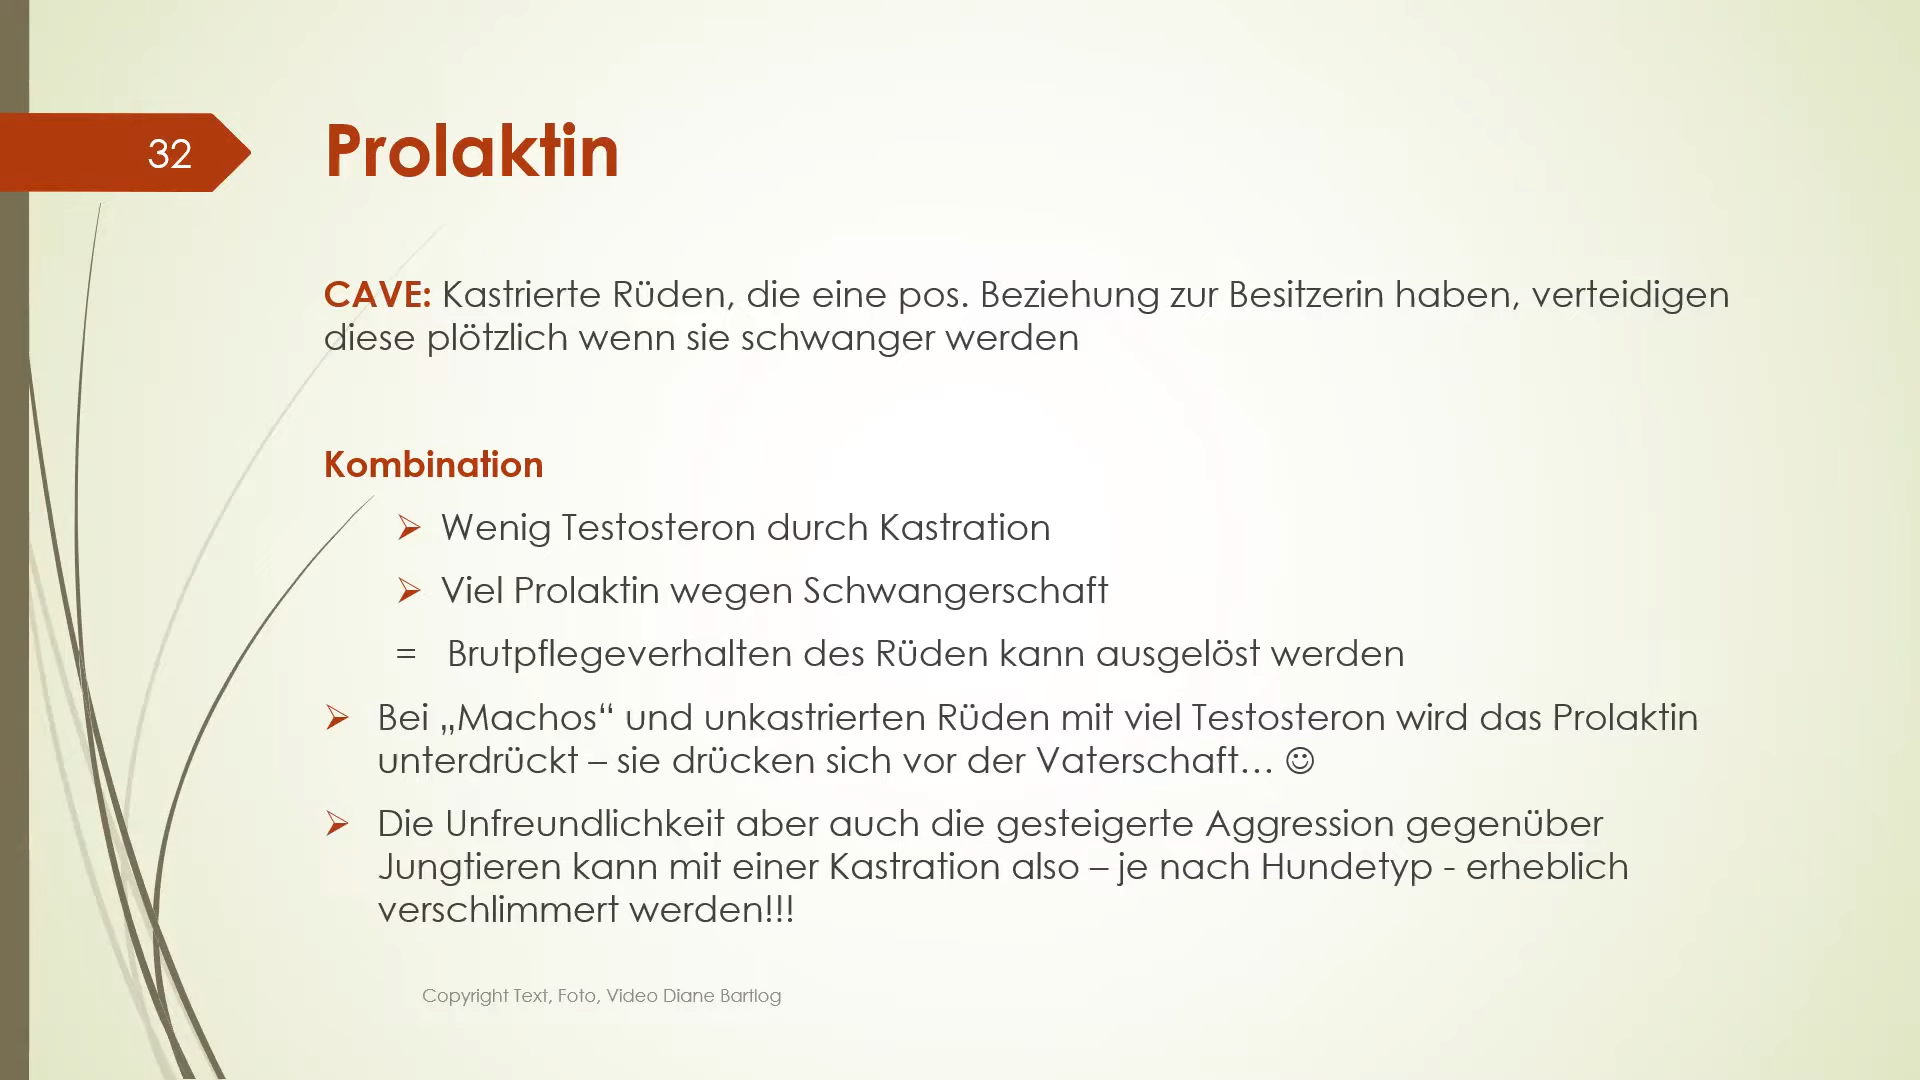 32
Prolaktin
CAVE: Kastrierte Rüden, die eine pos. Beziehung zur Besitzerin haben, verteidigen
diese plötzlich wenn sie schwanger werden
Kombination
➢ Wenig Testosteron durch Kastration
➢ Viel Prolaktin wegen Schwangerschaft
= Brutpflegeverhalten des Rüden kann ausgelöst werden
➢ Bei „Machos“ und unkastrierten Rüden mit viel Testosteron wird das Prolaktin
unterdrückt – sie drücken sich vor der Vaterschaft… ☺
➢ Die Unfreundlichkeit aber auch die gesteigerte Aggression gegenüber
Jungtieren kann mit einer Kastration also – je nach Hundetyp - erheblich
verschlimmert werden!!!
Copyright Text, Foto, Video Diane Bartlog